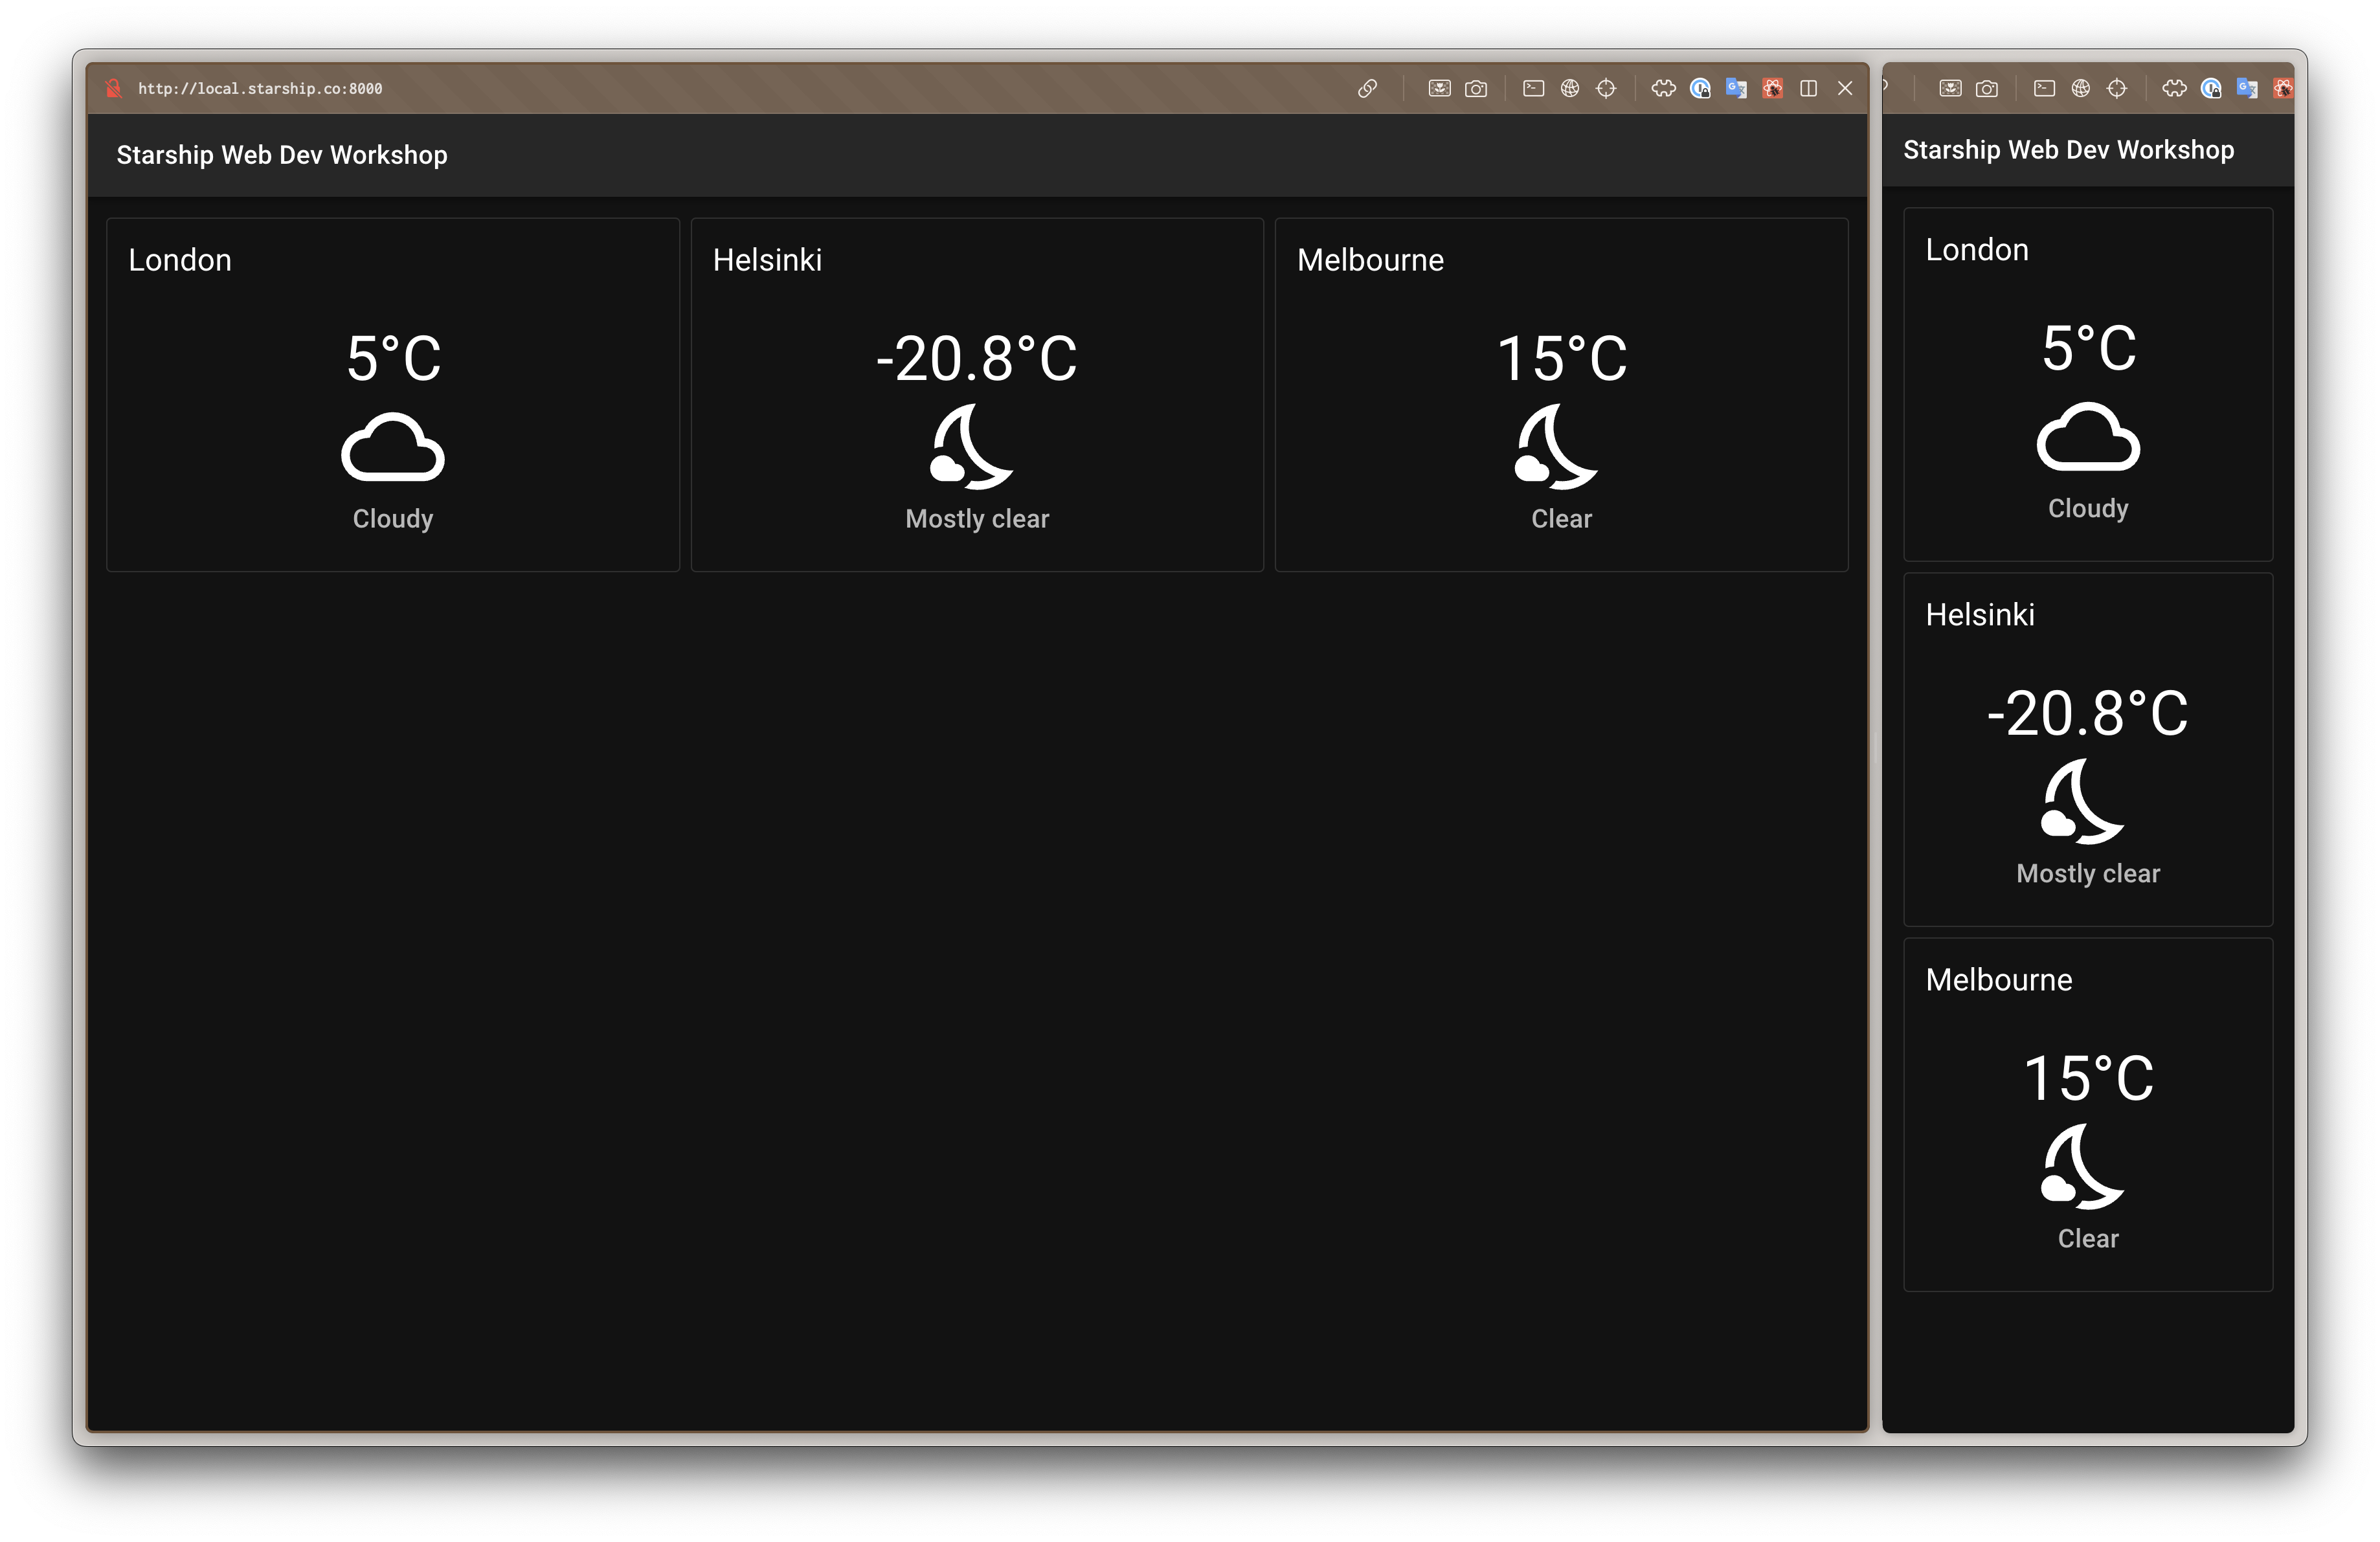 http://local.starship.co:8000
Starship Web Dev Workshop
London
5°C
Cloudy
Helsinki
-20.8°C
Mostly clear
Melbourne
15°C
Clear
Starship Web Dev Workshop
London
5°C
Cloudy
Helsinki
-20.8°C
Mostly clear
Melbourne
15°C
Clear